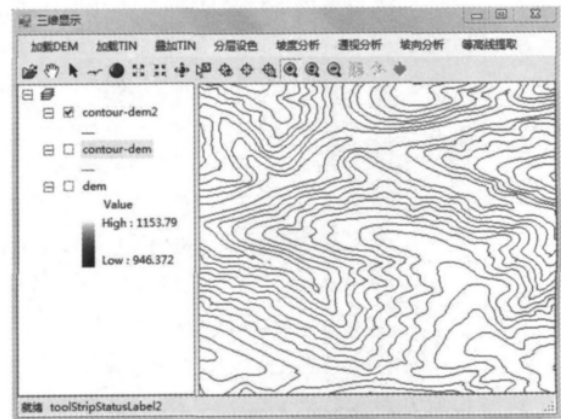 三维显示
加载DEM 加载TIN 叠加TIN 分层设色 坡度分析 通视分析 坡向分析 等高线提取
contour-dem2
contour-dem
dem
Value
High : 1153.79
Low : 946.372
就绪 toolStripStatusLabel2